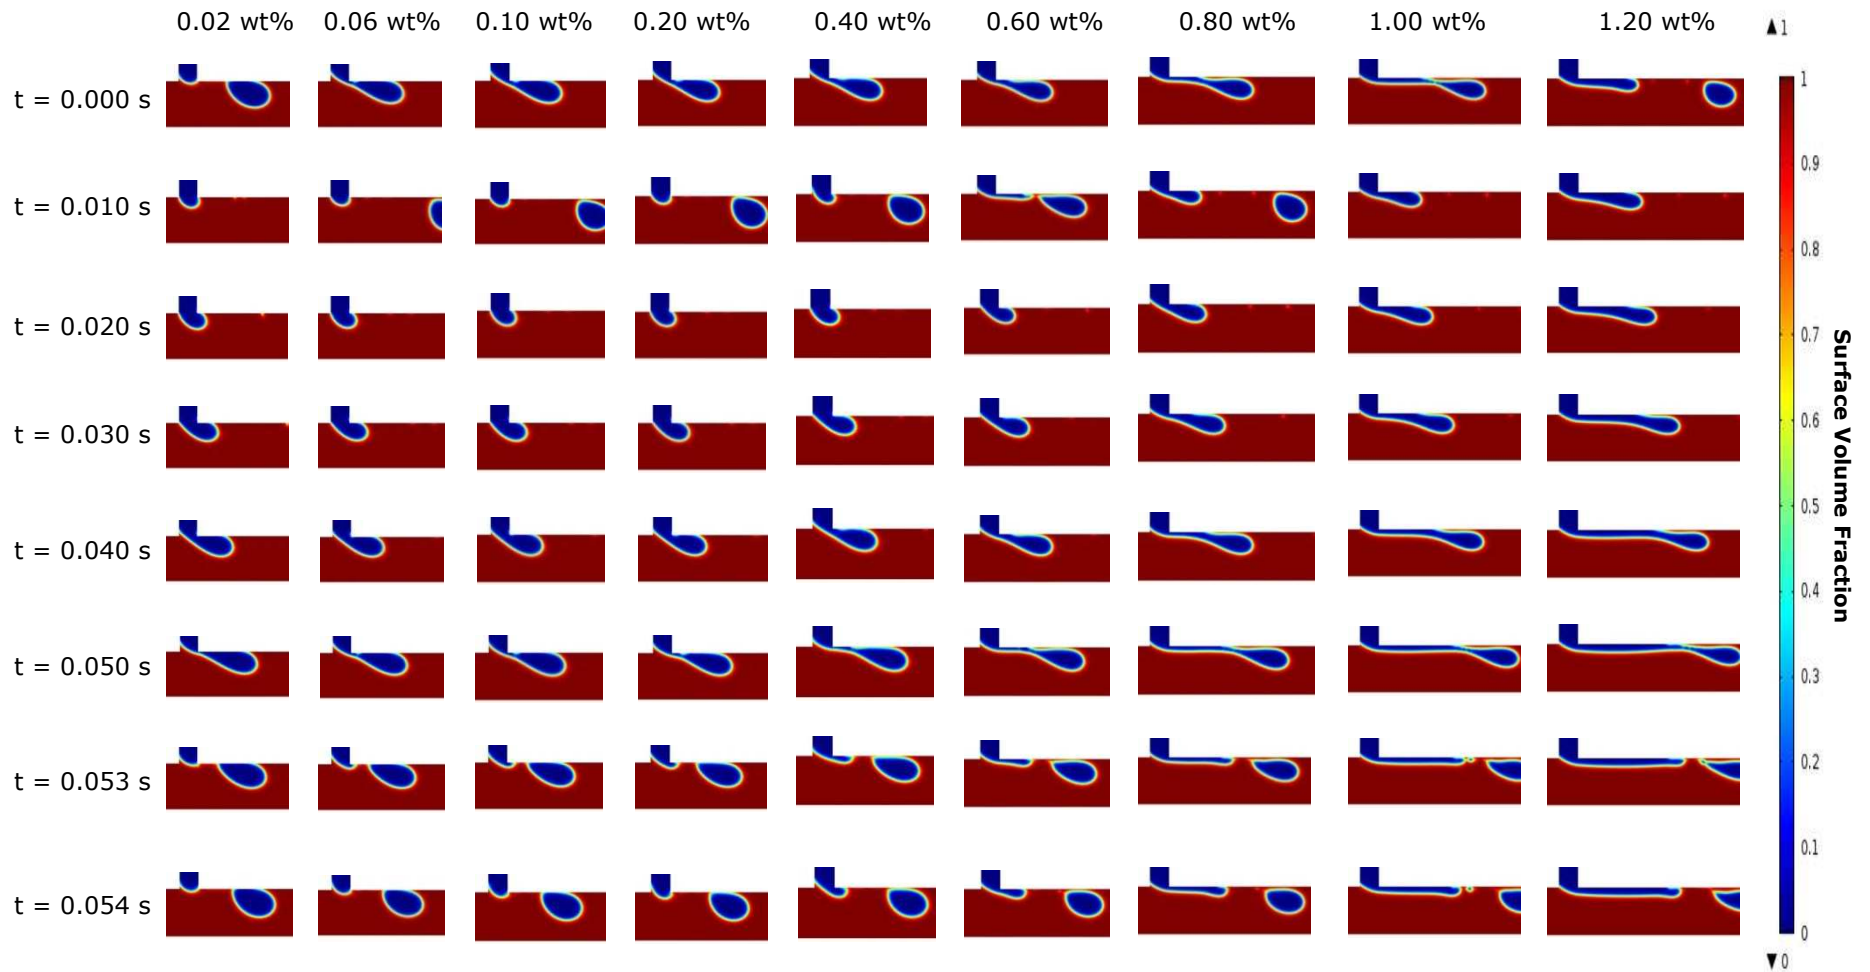 0.02 wt% 0.06 wt% 0.10 wt% 0.20 wt% 0.40 wt% 0.60 wt% 0.80 wt% 1.00 wt% 1.20 wt%
▲1
t = 0.000 s
t = 0.010 s
t = 0.020 s
t = 0.030 s
t = 0.040 s
t = 0.050 s
t = 0.053 s
t = 0.054 s
1
0.9
0.8
0.7
0.6
0.5
0.4
0.3
0.2
0.1
0
▼0
Surface Volume Fraction